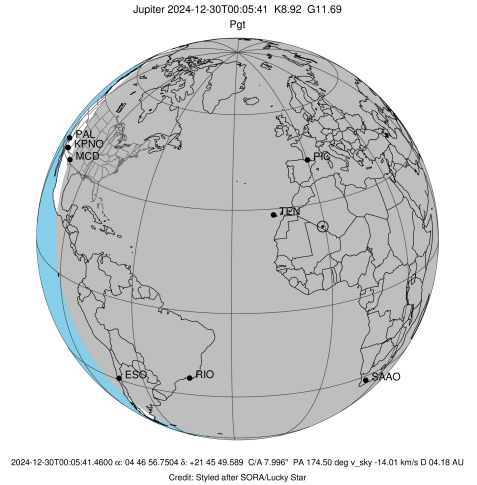 Jupiter 2024-12-30T00:05:41 K8.92 G11.69
Pgt
PAL
KPNO
MCD
PIC
TEN
ESO
RIO
SAAO
2024-12-30T00:05:41.4600 α: 04 46 56.7504 δ: +21 45 49.589 C/A 7.996" PA 174.50 deg v_sky -14.01 km/s D 04.18 AU
Credit: Styled after SORA/Lucky Star